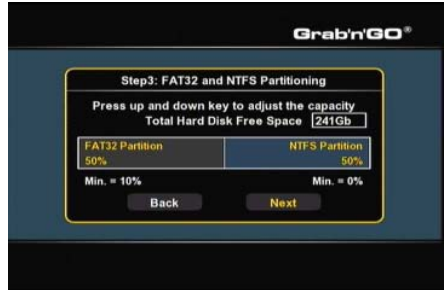 Grab'n'GO®
Step3: FAT32 and NTFS Partitioning
Press up and down key to adjust the capacity
Total Hard Disk Free Space 241Gb
FAT32 Partition NTFS Partition
50% 50%
Min. = 10% Min. = 0%
Back Next